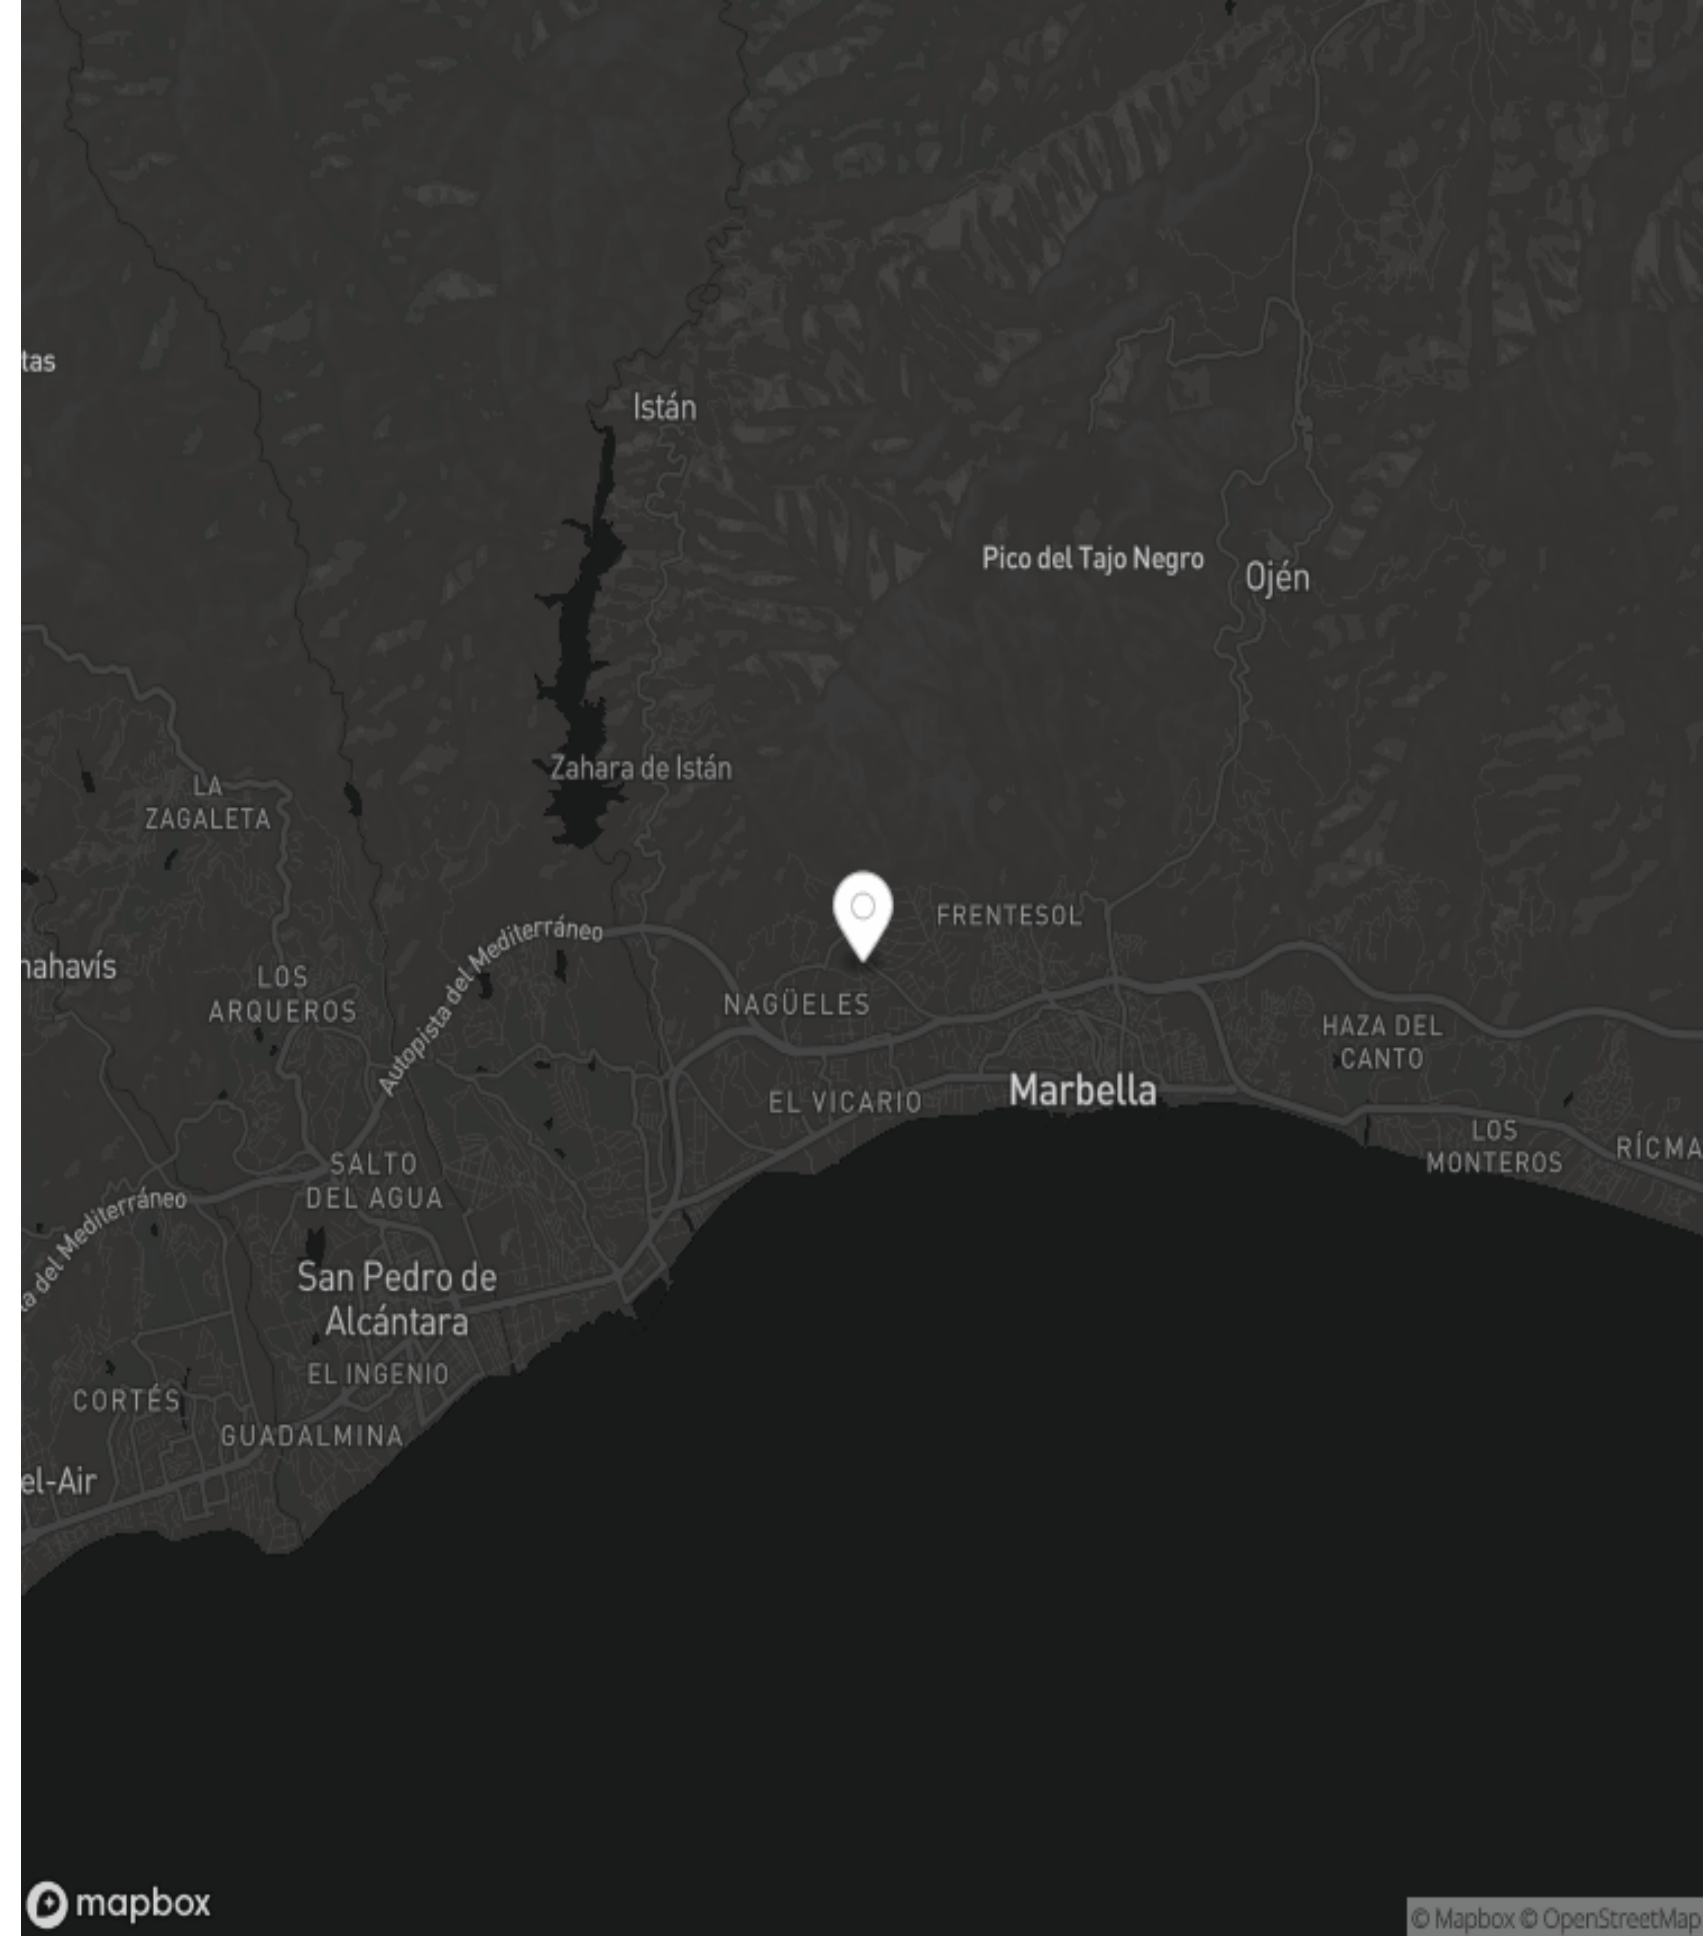 tas
Istán
Pico del Tajo Negro
Ojén
Zahara de Istán
LA
ZAGALETA
FRENTESOL
Autopista del Mediterráneo
nahavís
LOS
ARQUEROS
NAGÜELES
HAZA DEL
CANTO
EL VICARIO
Marbella
LOS
MONTEROS
RÍCMA
SALTO
DEL AGUA
ta del Mediterráneo
San Pedro de
Alcántara
EL INGENIO
CORTÉS
GUADALMINA
el-Air
mapbox
© Mapbox © OpenStreetMap